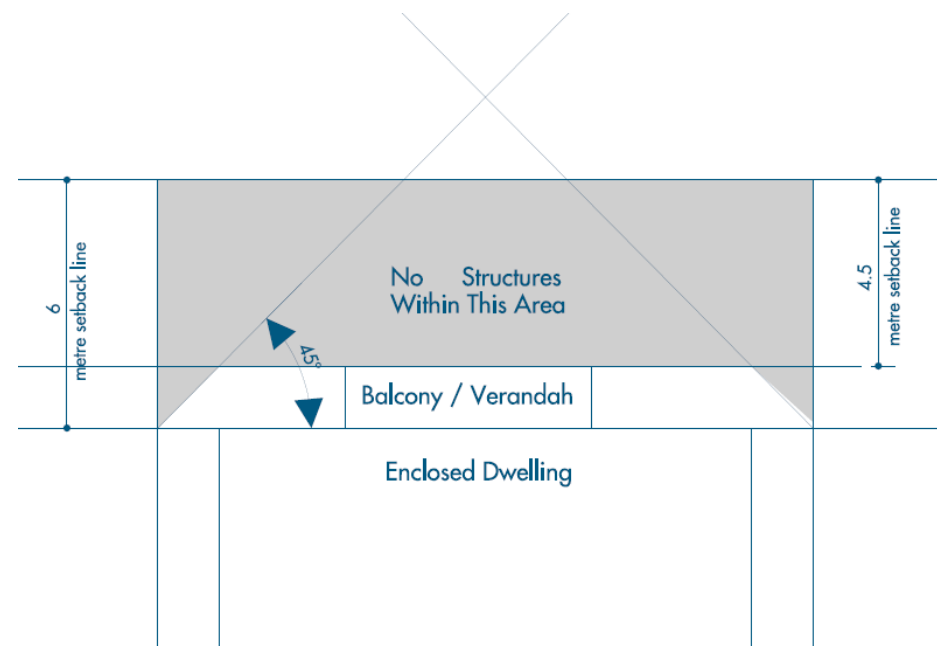 No Structures
Within This Area
6
metre setback line
4.5
metre setback line
45°
Balcony / Verandah
Enclosed Dwelling